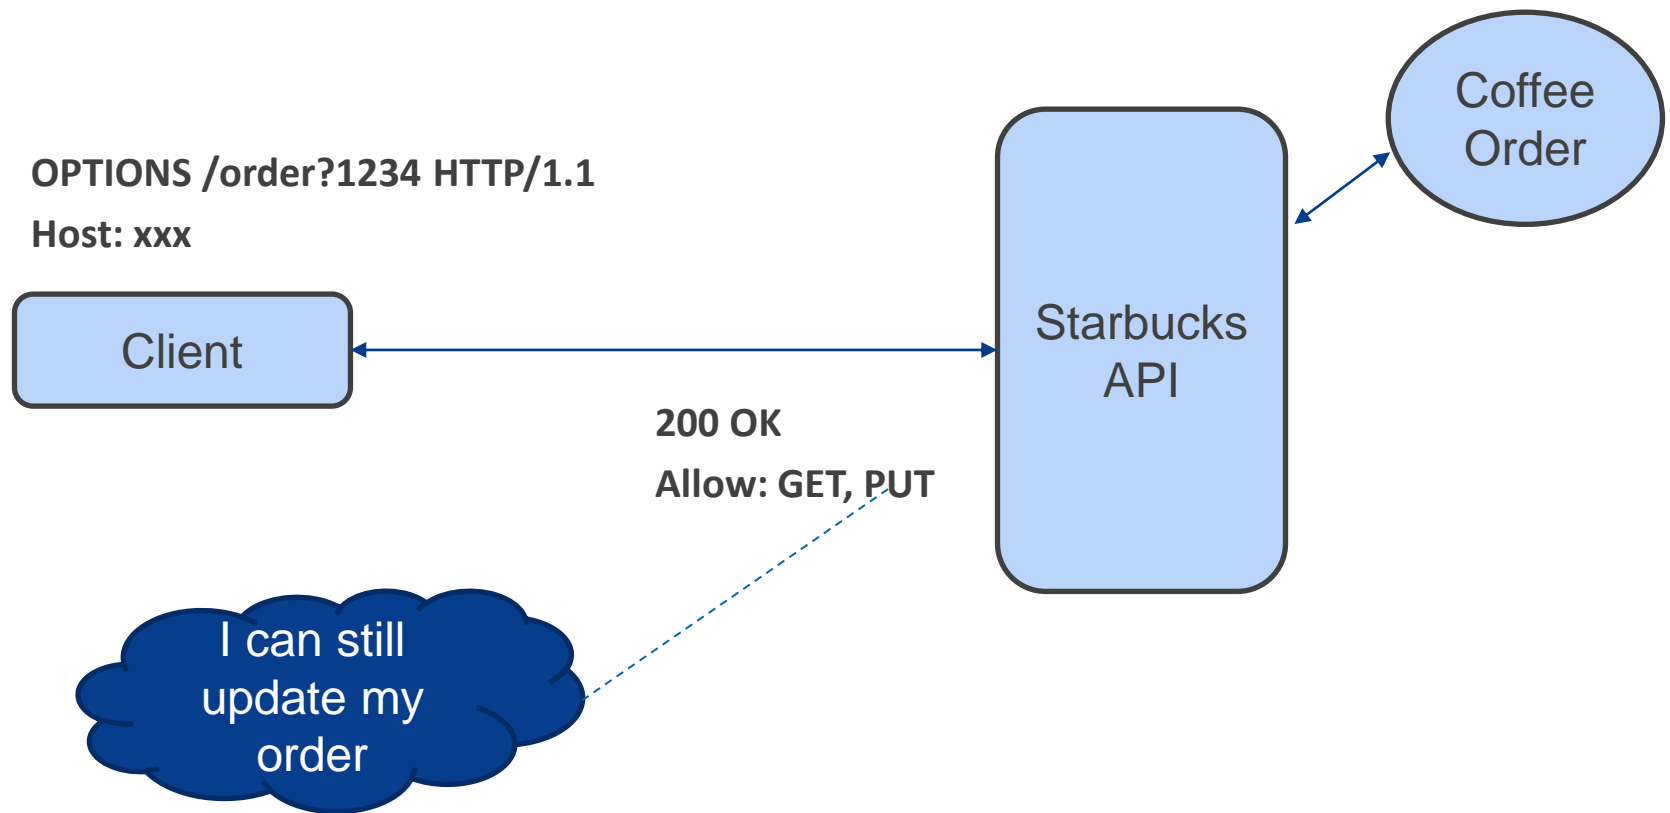 Coffee
Order
OPTIONS /order?1234 HTTP/1.1
Host: xxx
Client
Starbucks
API
200 OK
Allow: GET, PUT
I can still
update my
order